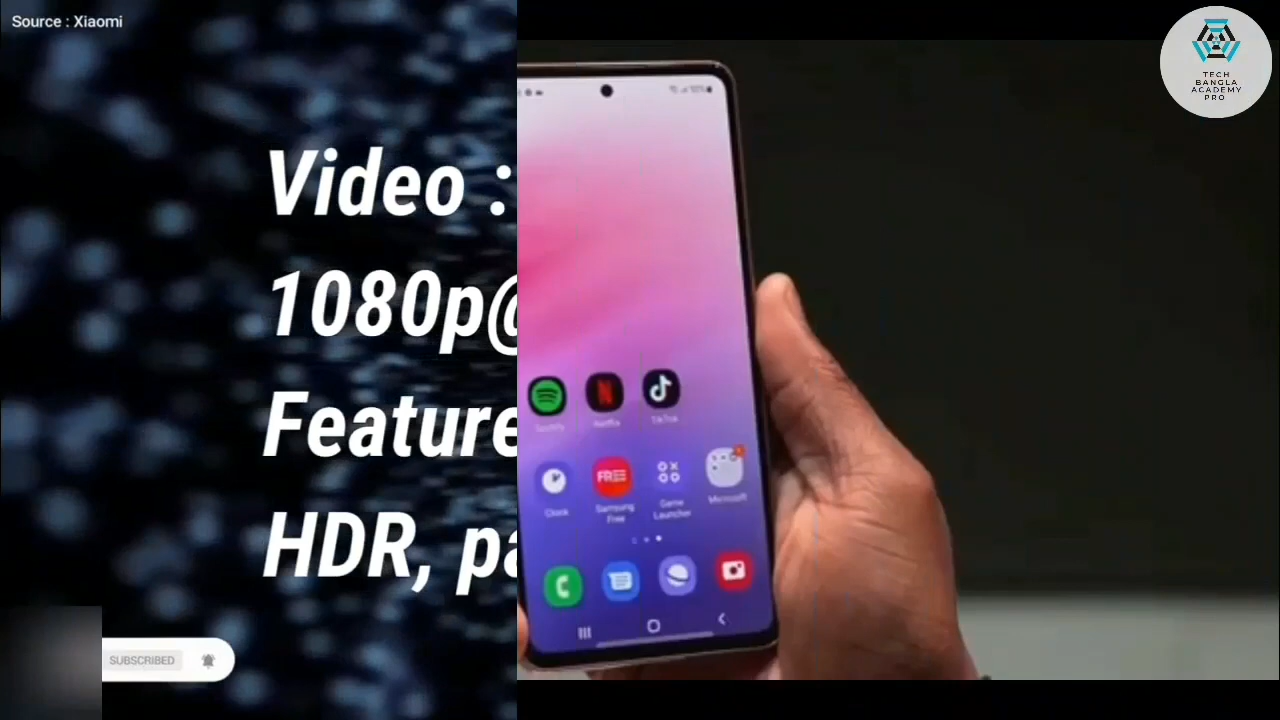 Source : Xiaomi
TECH
BANGLA
ACADEMY
PRO
Video :
1080p@
Feature
HDR, pa
Spotify
Netflix
TikTok
FREE
Clock
Samsung
Free
Game
Launcher
Microsoft
SUBSCRIBED